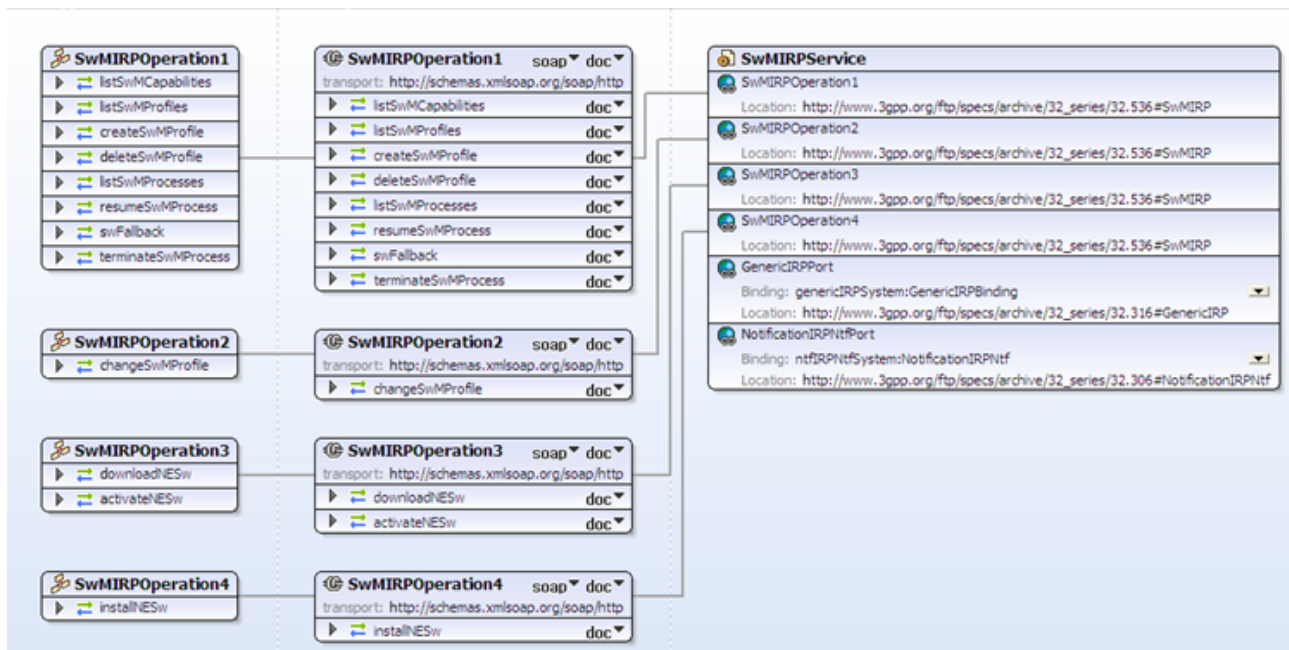 SwMIRPOperation1
listSwMCapabilities
listSwMProfiles
createSwMProfile
deleteSwMProfile
listSwMProcesses
resumeSwMProcess
swFallback
terminateSwMProcess
SwMIRPOperation2
changeSwMProfile
SwMIRPOperation3
downloadNESw
activateNESw
SwMIRPOperation4
installNESw
SwMIRPOperation1 soap doc
transport: http://schemas.xmlsoap.org/soap/http
listSwMCapabilities doc
listSwMProfiles doc
createSwMProfile doc
deleteSwMProfile doc
listSwMProcesses doc
resumeSwMProcess doc
swFallback doc
terminateSwMProcess doc
SwMIRPOperation2 soap doc
transport: http://schemas.xmlsoap.org/soap/http
changeSwMProfile doc
SwMIRPOperation3 soap doc
transport: http://schemas.xmlsoap.org/soap/http
downloadNESw doc
activateNESw doc
SwMIRPOperation4 soap doc
transport: http://schemas.xmlsoap.org/soap/http
installNESw doc
SwMIRPService
SwMIRPOperation1
Location: http://www.3gpp.org/ftp/specs/archive/32_series/32.536#SwMIRP
SwMIRPOperation2
Location: http://www.3gpp.org/ftp/specs/archive/32_series/32.536#SwMIRP
SwMIRPOperation3
Location: http://www.3gpp.org/ftp/specs/archive/32_series/32.536#SwMIRP
SwMIRPOperation4
Location: http://www.3gpp.org/ftp/specs/archive/32_series/32.536#SwMIRP
GenericIRPPort
Binding: genericIRPSystem:GenericIRPBinding
Location: http://www.3gpp.org/ftp/specs/archive/32_series/32.316#GenericIRP
NotificationIRPNtfPort
Binding: ntfIRPNtfSystem:NotificationIRPNtf
Location: http://www.3gpp.org/ftp/specs/archive/32_series/32.306#NotificationIRPNtf